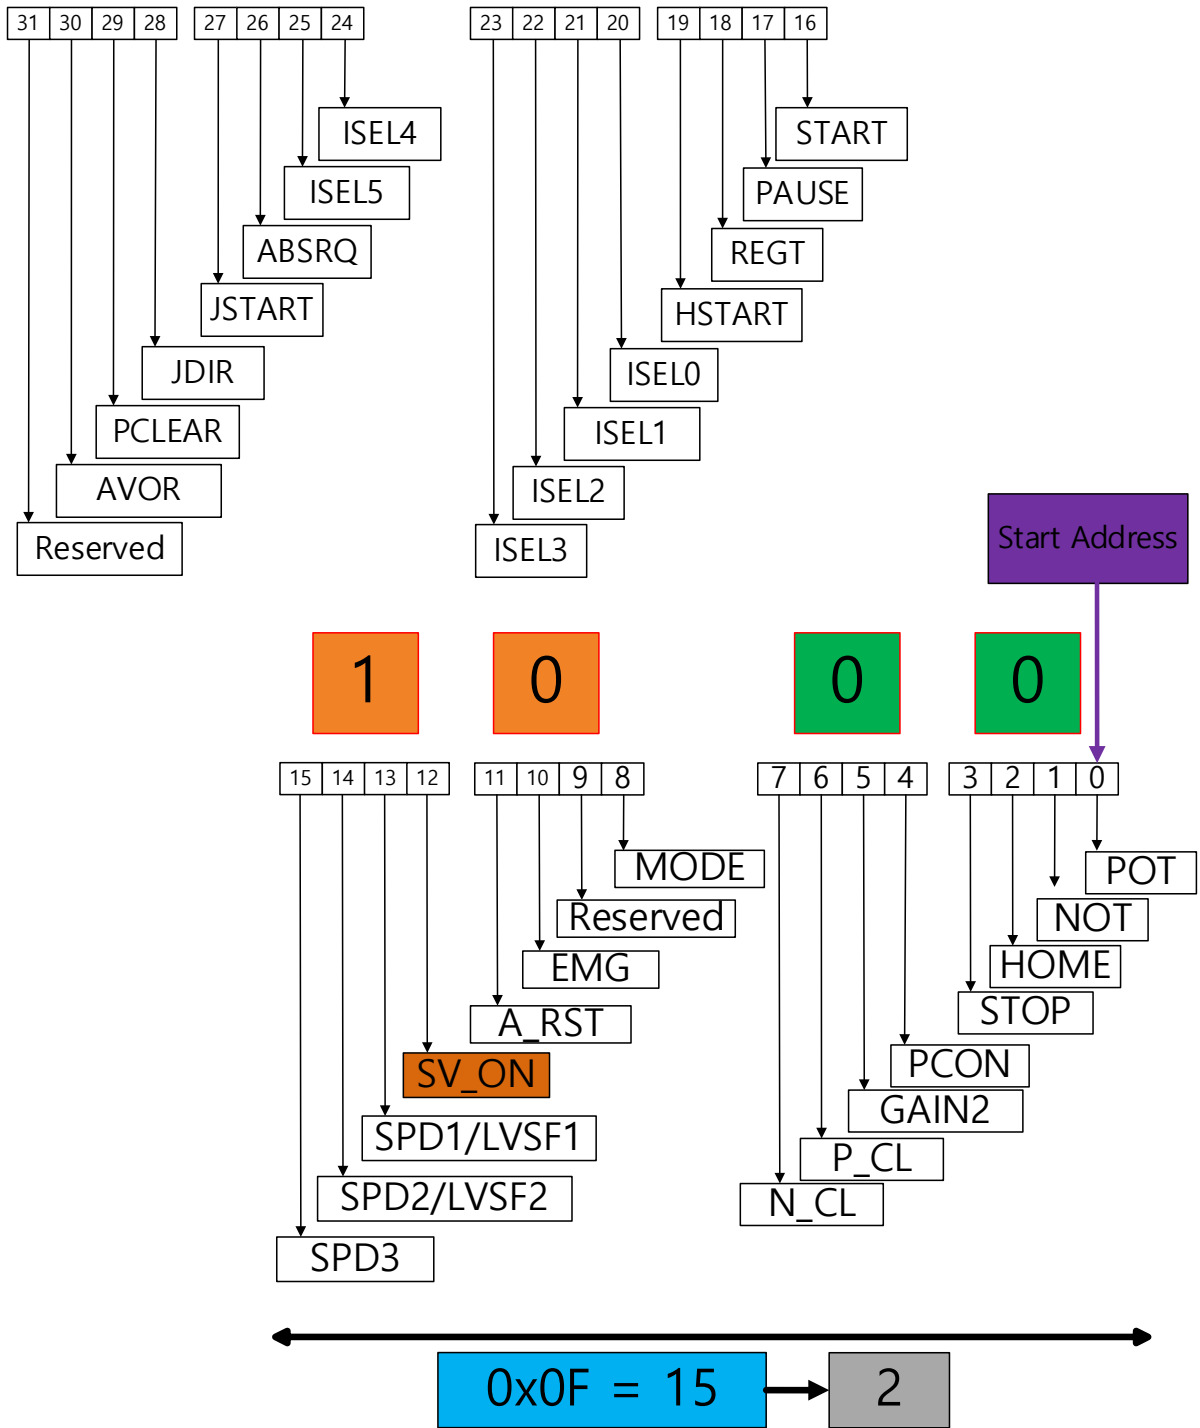 31 30 29 28 27 26 25 24 23 22 21 20 19 18 17 16
ISEL4
START
ISEL5
PAUSE
ABSRQ
REGT
JSTART
HSTART
JDIR
ISEL0
PCLEAR
ISEL1
AVOR
ISEL2
Reserved
ISEL3
Start Address
1 0 0 0
15 14 13 12 11 10 9 8 7 6 5 4 3 2 1 0
MODE
POT
Reserved
NOT
EMG
HOME
A_RST
STOP
SV_ON
PCON
SPD1/LVSF1
GAIN2
SPD2/LVSF2
P_CL
SPD3
N_CL
0x0F = 15
2